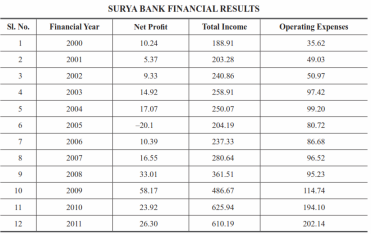 SURYA BANK FINANCIAL RESULTS
Sl. No. Financial Year Net Profit Total Income Operating Expenses
1 2000 10.24 188.91 35.62
2 2001 5.37 203.28 49.03
3 2002 9.33 240.86 50.97
4 2003 14.92 258.91 97.42
5 2004 17.07 250.07 99.20
6 2005 –20.1 204.19 80.72
7 2006 10.39 237.33 86.68
8 2007 16.55 280.64 96.52
9 2008 33.01 361.51 95.23
10 2009 58.17 486.67 114.74
11 2010 23.92 625.94 194.10
12 2011 26.30 610.19 202.14